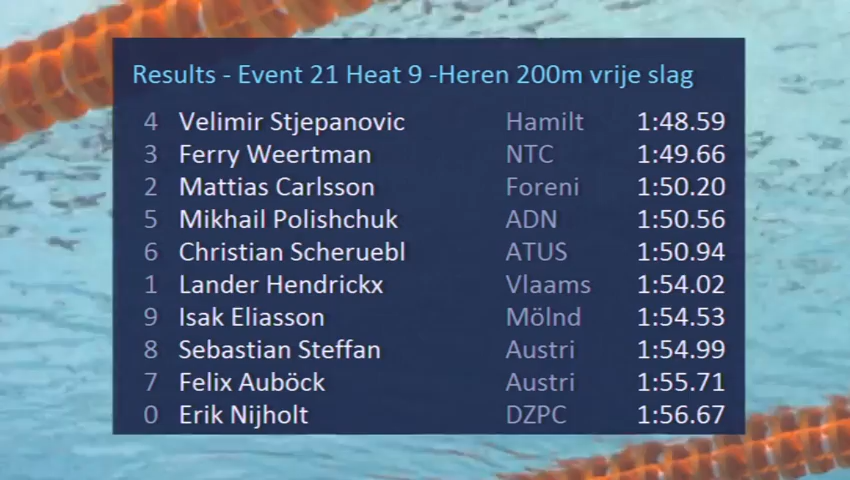 Results - Event 21 Heat 9 -Heren 200m vrije slag
4 Velimir Stjepanovic Hamilt 1:48.59
3 Ferry Weertman NTC 1:49.66
2 Mattias Carlsson Foreni 1:50.20
5 Mikhail Polishchuk ADN 1:50.56
6 Christian Scheruebl ATUS 1:50.94
1 Lander Hendrickx Vlaams 1:54.02
9 Isak Eliasson Mölnd 1:54.53
8 Sebastian Steffan Austri 1:54.99
7 Felix Auböck Austri 1:55.71
0 Erik Nijholt DZPC 1:56.67